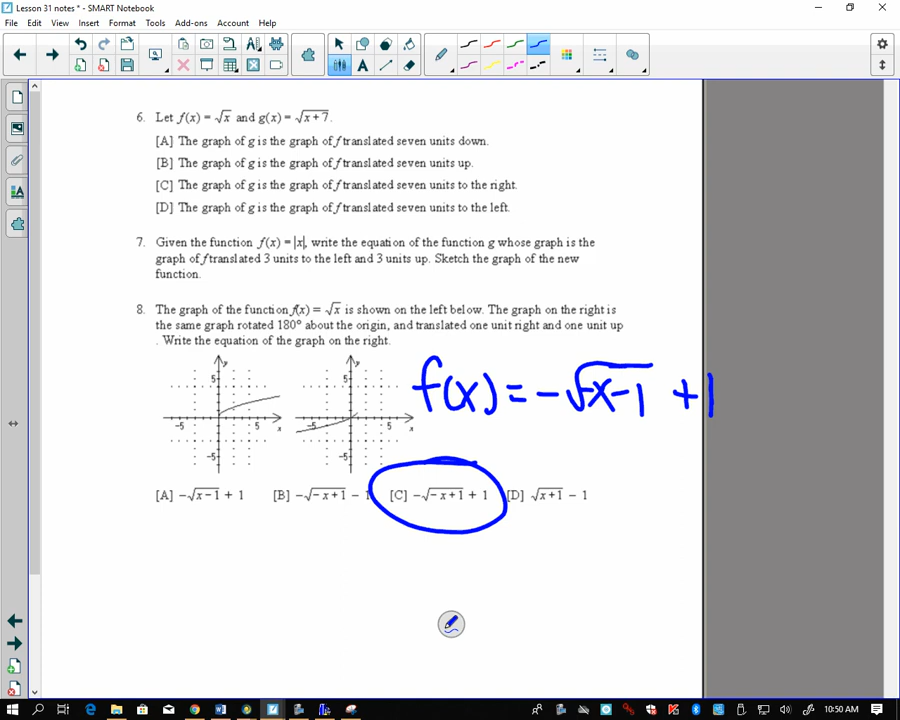 Lesson 31 notes * - SMART Notebook
File Edit View Insert Format Tools Add-ons Account Help
6. Let f(x) = √x and g(x) = √x+7.
[A] The graph of g is the graph of f translated seven units down.
[B] The graph of g is the graph of f translated seven units up.
[C] The graph of g is the graph of f translated seven units to the right.
[D] The graph of g is the graph of f translated seven units to the left.
7. Given the function f(x) = |x|, write the equation of the function g whose graph is the
graph of f translated 3 units to the left and 3 units up. Sketch the graph of the new
function.
8. The graph of the function f(x) = √x is shown on the left below. The graph on the right is
the same graph rotated 180° about the origin, and translated one unit right and one unit up
. Write the equation of the graph on the right.
y 5 -5 5 x -5
y 5 -5 5 x -5
f(x) = -√-x-1 +1
[A] -√x-1 + 1 [B] -√-x+1 - 1 [C] -√-x+1 + 1 [D] √x+1 - 1
10:50 AM